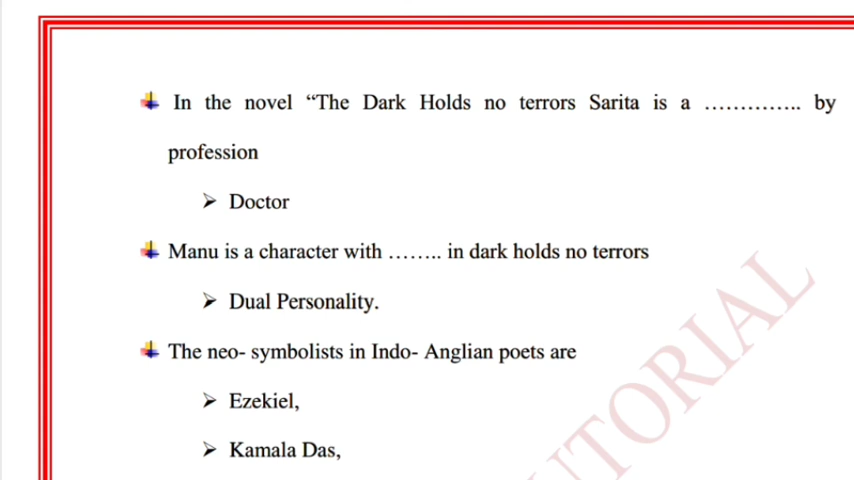 In the novel “The Dark Holds no terrors Sarita is a ………….. by
profession
Doctor
Manu is a character with …….. in dark holds no terrors
Dual Personality.
The neo- symbolists in Indo- Anglian poets are
Ezekiel,
Kamala Das,
UTORIAL